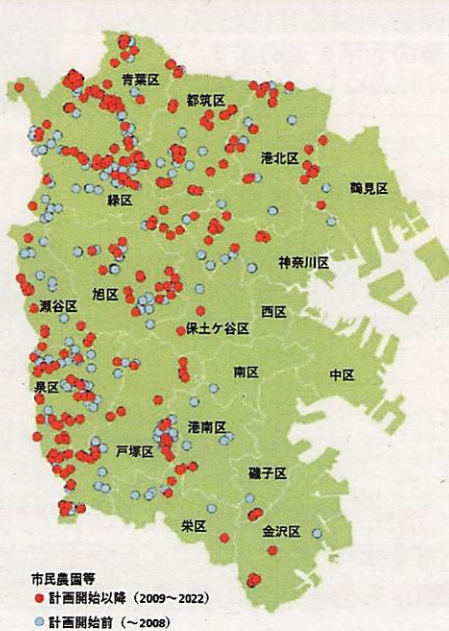 青葉区
都筑区
港北区
鶴見区
緑区
神奈川区
旭区
瀬谷区
西区
保土ケ谷区
南区
中区
泉区
港南区
戸塚区
磯子区
栄区
金沢区
市民農園等
計画開始以降（2009～2022）
計画開始前（～2008）